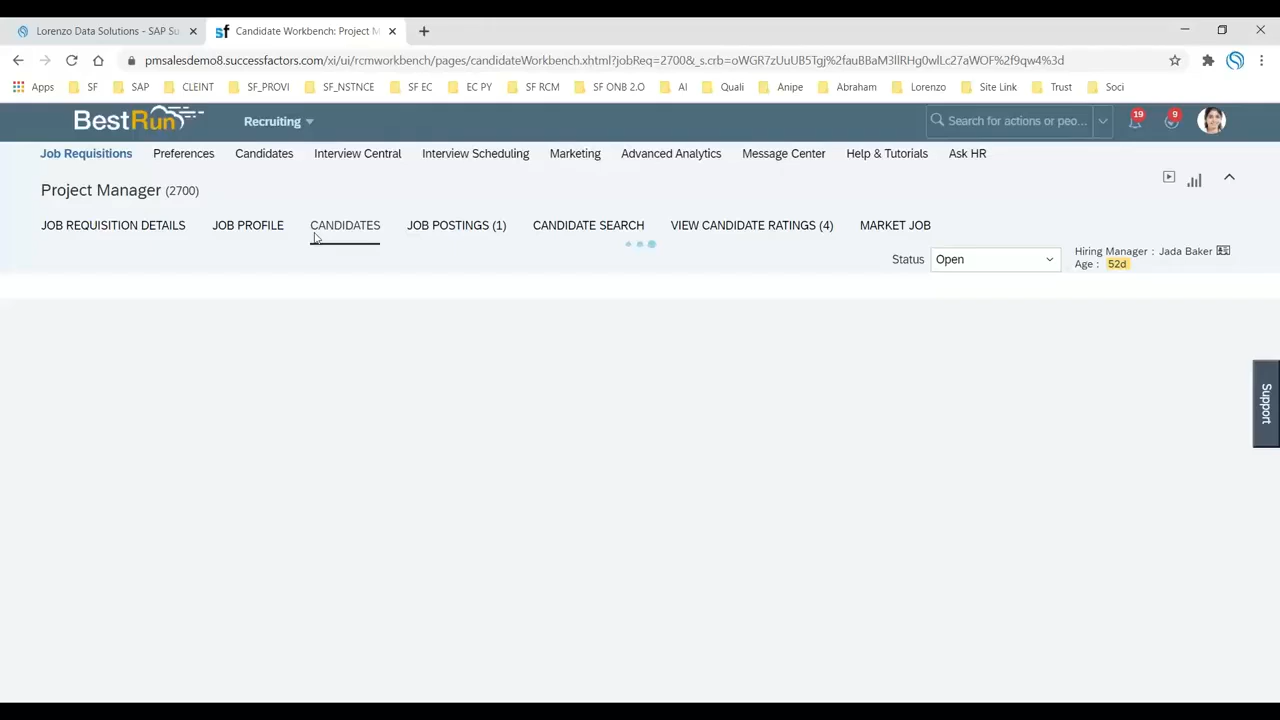 Lorenzo Data Solutions - SAP Su
Candidate Workbench: Project M
pmsalesdemo8.successfactors.com/xi/ui/rcmworkbench/pages/candidateWorkbench.xhtml?jobReq=2700&_s.crb=oWGR7zUuUB5Tgj%2fauBBaM3llRHg0wlLc27aWOF%2f9qw4%3d
Apps SF SAP CLEINT SF_PROVI SF_NSTNCE SF EC EC PY SF RCM SF ONB 2.O AI Quali Anipe Abraham Lorenzo Site Link Trust Soci
BestRun Recruiting Search for actions or peo... 19 9
Job Requisitions Preferences Candidates Interview Central Interview Scheduling Marketing Advanced Analytics Message Center Help & Tutorials Ask HR
Project Manager (2700)
JOB REQUISITION DETAILS JOB PROFILE CANDIDATES JOB POSTINGS (1) CANDIDATE SEARCH VIEW CANDIDATE RATINGS (4) MARKET JOB
Status Open
Hiring Manager : Jada Baker
Age : 52d
Support